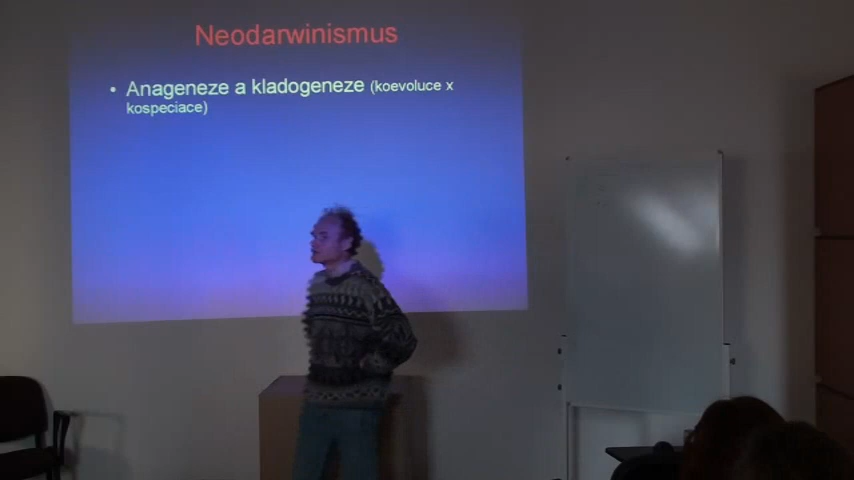 Neodarwinismus
• Anageneze a kladogeneze (koevoluce x
kospeciace)